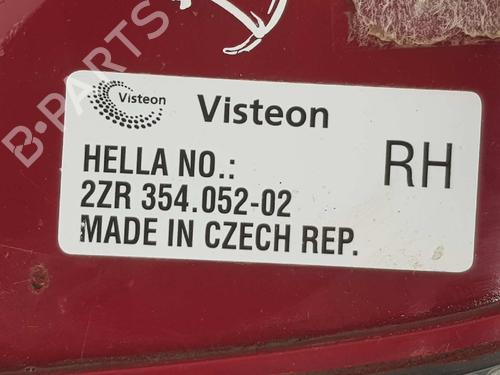 B-PARTS
Visteon Visteon
HELLA NO.: RH
2ZR 354.052-02
MADE IN CZECH REP.